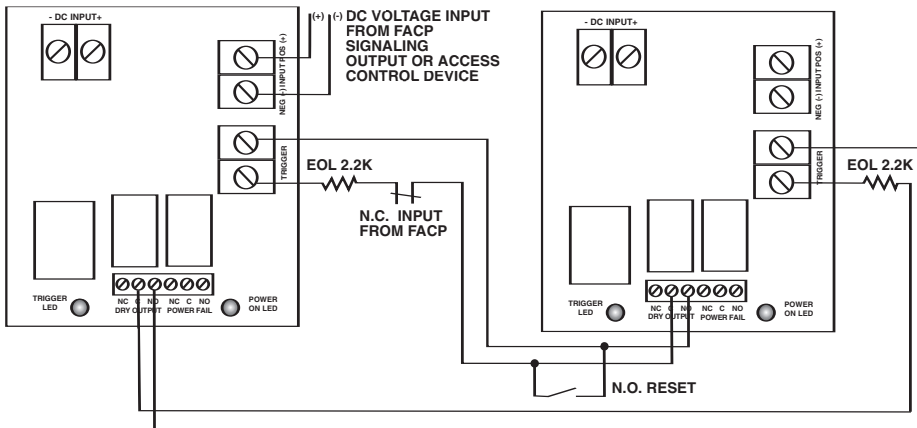 - DC INPUT+
(+)
(-) DC VOLTAGE INPUT
FROM FACP
SIGNALING
OUTPUT OR ACCESS
CONTROL DEVICE
NEG (-) INPUT POS (+)
TRIGGER
EOL 2.2K
N.C. INPUT
FROM FACP
TRIGGER
LED
NC C NO NC C NO
DRY OUTPUT POWER FAIL
POWER
ON LED
- DC INPUT+
NEG (-) INPUT POS (+)
TRIGGER
EOL 2.2K
TRIGGER
LED
NC C NO NC C NO
DRY OUTPUT POWER FAIL
POWER
ON LED
N.O. RESET